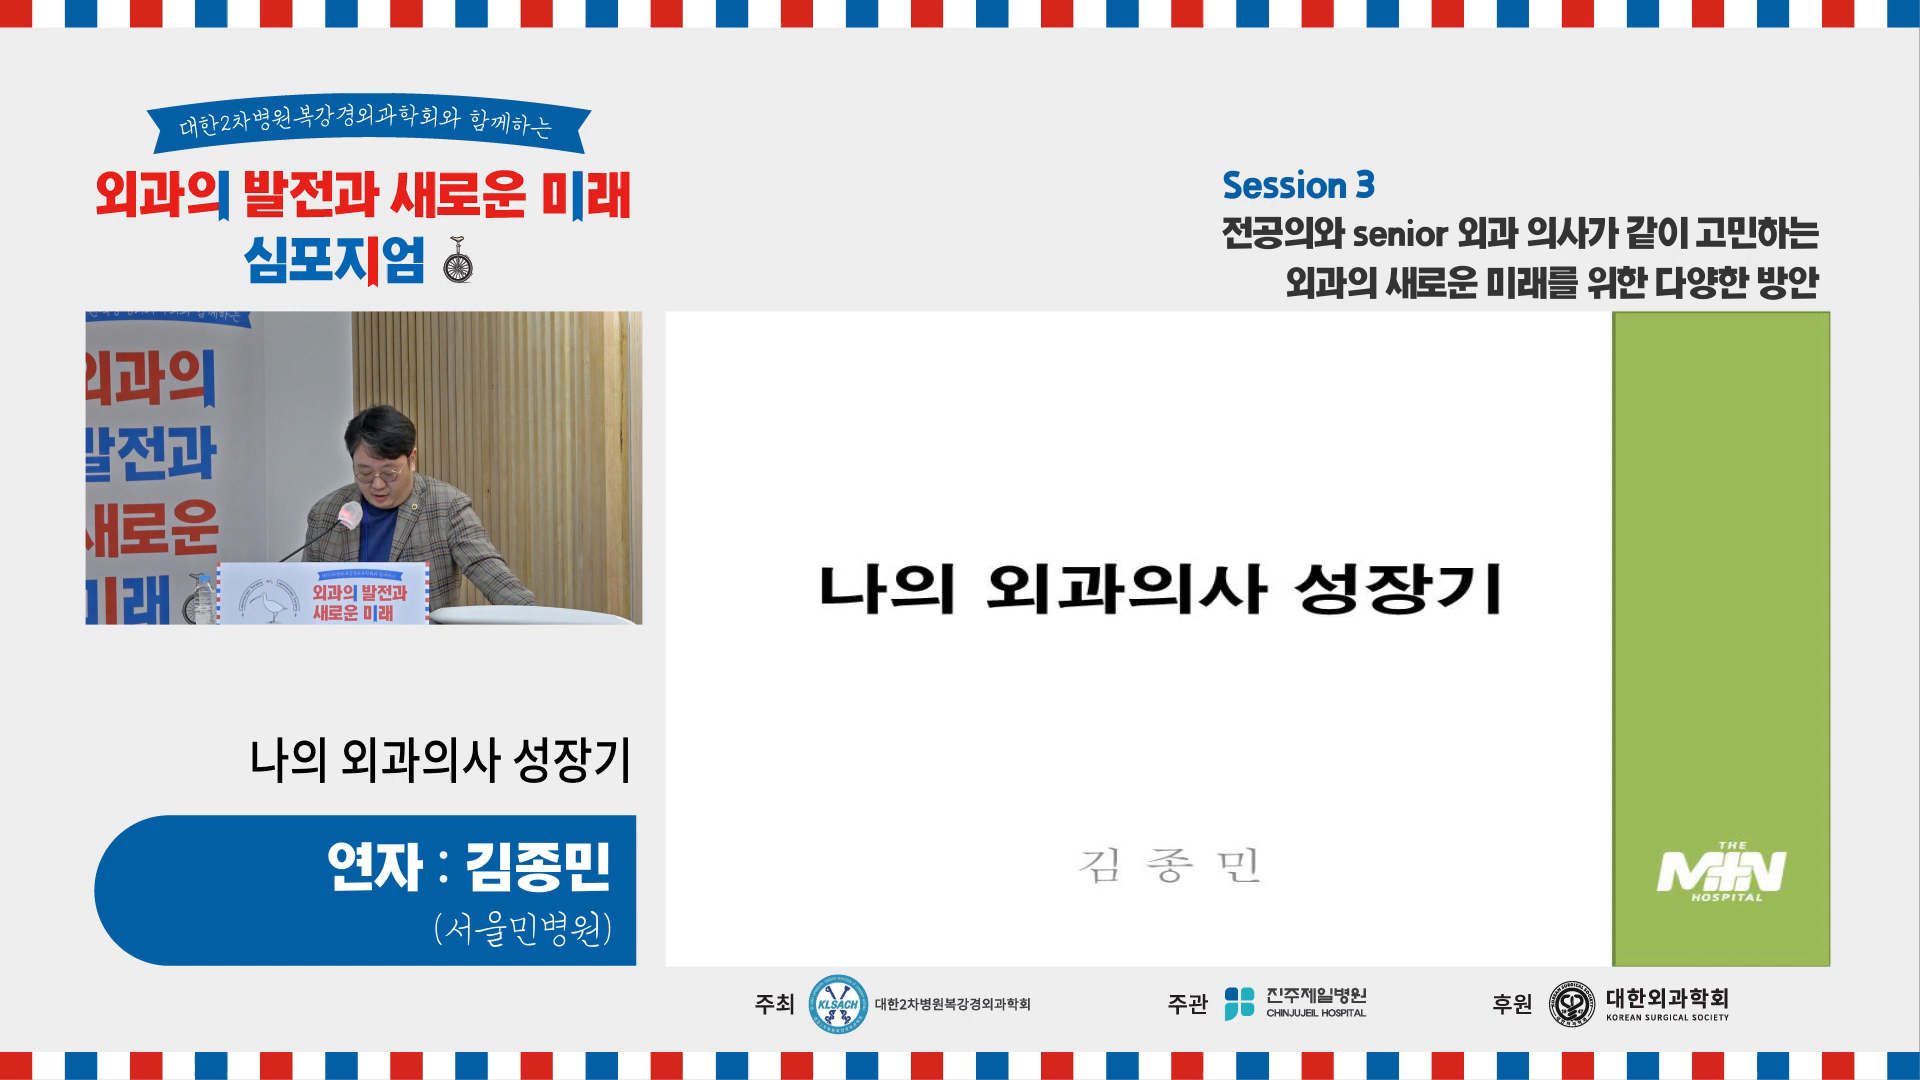 대한2차병원복강경외과학회와 함께하는
외과의 발전과 새로운 미래
심포지엄
Session 3
전공의와 senior 외과 의사가 같이 고민하는
외과의 새로운 미래를 위한 다양한 방안
외과의
발전과
새로운
미래
외과의 발전과
새로운 미래
나의 외과의사 성장기
김 종 민
THE
MIN
HOSPITAL
나의 외과의사 성장기
연자 : 김종민
(서울민병원)
주최 KLSACH 대한2차병원복강경외과학회
주관 진주제일병원
CHINJUJEIL HOSPITAL
후원 대한외과학회
KOREAN SURGICAL SOCIETY